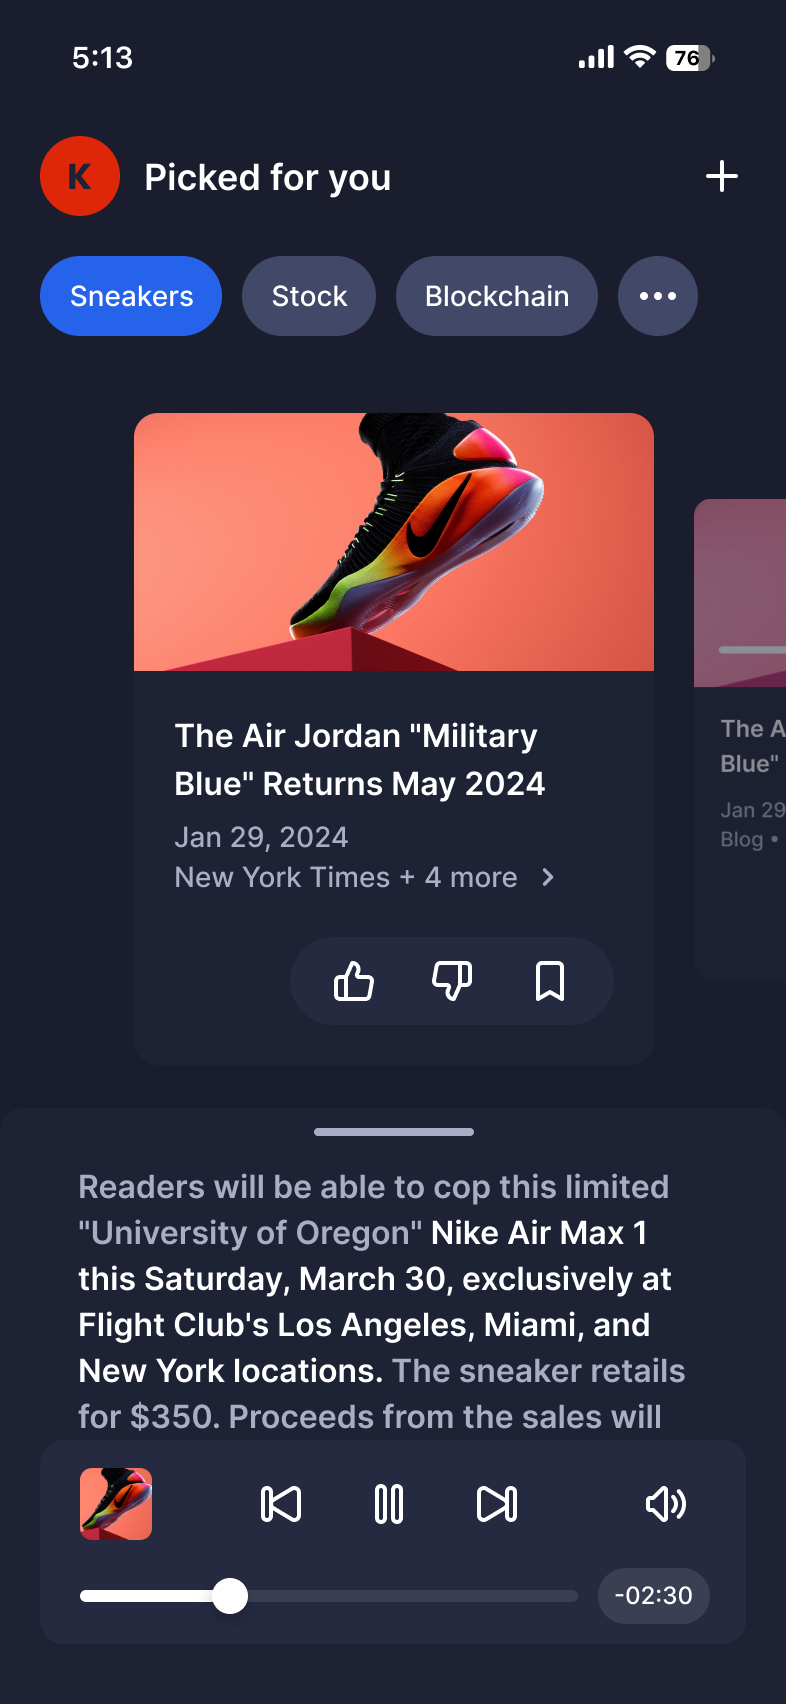 5:13
76
K
Picked for you
Sneakers
Stock
Blockchain
The Air Jordan "Military
Blue" Returns May 2024
Jan 29, 2024
New York Times + 4 more
The A
Blue"
Jan 29
Blog •
Readers will be able to cop this limited
"University of Oregon" Nike Air Max 1
this Saturday, March 30, exclusively at
Flight Club's Los Angeles, Miami, and
New York locations. The sneaker retails
for $350. Proceeds from the sales will
-02:30